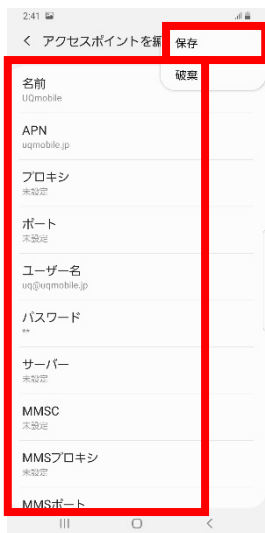 2:41
アクセスポイントを編
保存
破棄
名前
UQmobile
APN
uqmobile.jp
プロキシ
未設定
ポート
未設定
ユーザー名
uq@uqmobile.jp
パスワード
**
サーバー
未設定
MMSC
未設定
MMSプロキシ
未設定
MMSポート